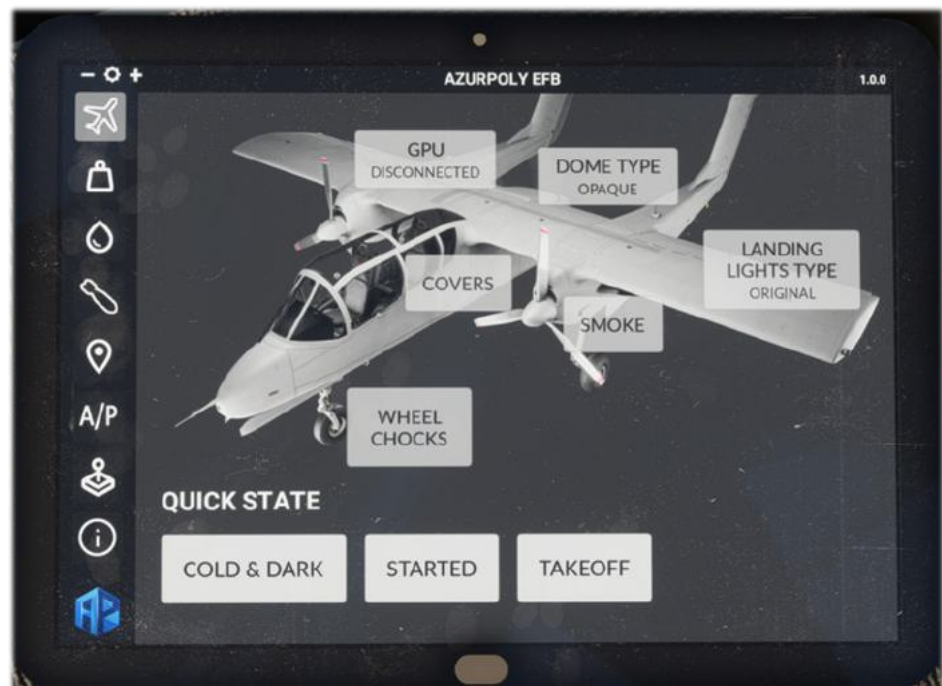 - ✿ +
AZURPOLY EFB
1.0.0
GPU
DISCONNECTED
DOME TYPE
OPAQUE
LANDING
LIGHTS TYPE
ORIGINAL
COVERS
SMOKE
WHEEL
CHOCKS
A/P
QUICK STATE
COLD & DARK
STARTED
TAKEOFF